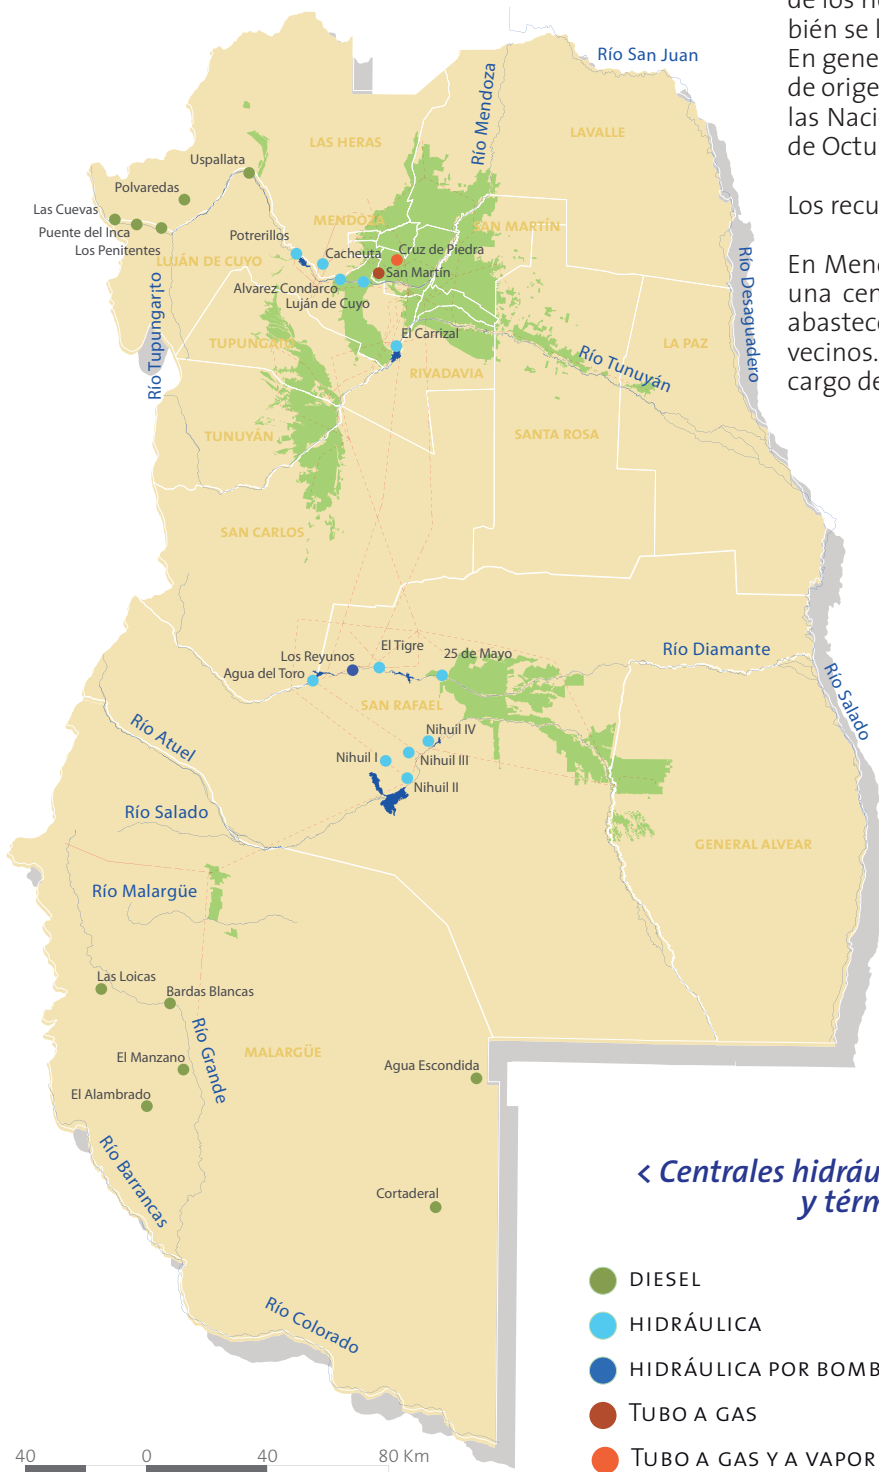 de los
bién se l
En gene
de orige
las Naci
de Octu
Los recu
En Mend
una cen
abastec
vecinos.
cargo de
Río San Juan
Río Mendoza
LAVALLE
LAS HERAS
Uspallata
Polvaredas
Las Cuevas
Puente del Inca
Los Penitentes
MENDOZA
SAN MARTÍN
Potrerillos
Cacheuta
Cruz de Piedra
San Martín
LUJÁN DE CUYO
Alvarez Condarco
Luján de Cuyo
Río Tupungarito
Río Desaguadero
El Carrizal
TUPUNGATO
RIVADAVIA
Río Tunuyán
LA PAZ
TUNUYÁN
SANTA ROSA
SAN CARLOS
El Tigre
Los Reyunos
25 de Mayo
Río Diamante
Agua del Toro
Río Salado
SAN RAFAEL
Río Atuel
Nihuil IV
Nihuil I
Nihuil III
Nihuil II
Río Salado
GENERAL ALVEAR
Río Malargüe
Las Loicas
Bardas Blancas
Río Grande
El Manzano
MALARGÜE
Agua Escondida
El Alambrado
Río Barrancas
Cortaderal
Río Colorado
< Centrales hidráu
y térm
DIESEL
HIDRÁULICA
HIDRÁULICA POR BOMB
TUBO A GAS
TUBO A GAS Y A VAPOR
40 0 40 80 Km